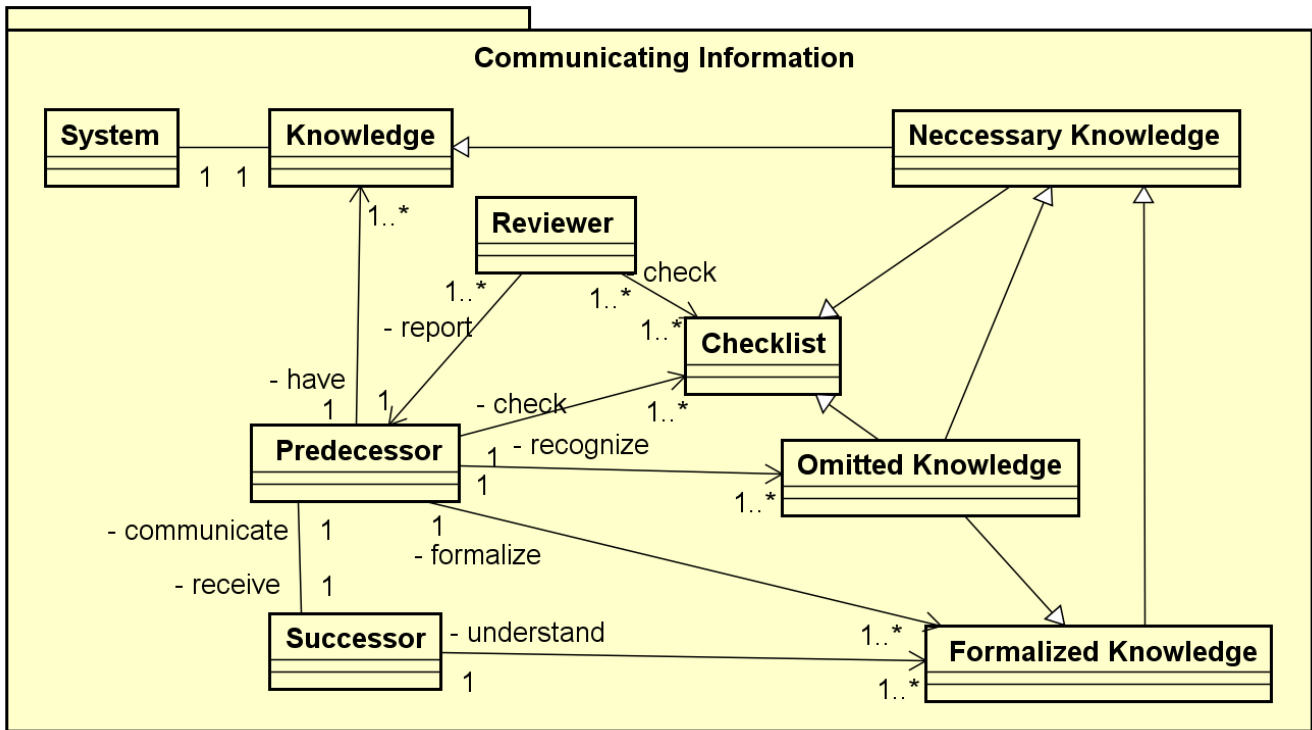 Communicating Information
System
Knowledge
Neccessary Knowledge
1 1
1..*
Reviewer
- check
1..*
1..*
1..*
- report
Checklist
- have
1
1
- check
1..*
Predecessor
1
- recognize
1
Omitted Knowledge
1..*
- communicate
1
1
- formalize
- receive
1
Successor
- understand
1
1..*
1..*
Formalized Knowledge